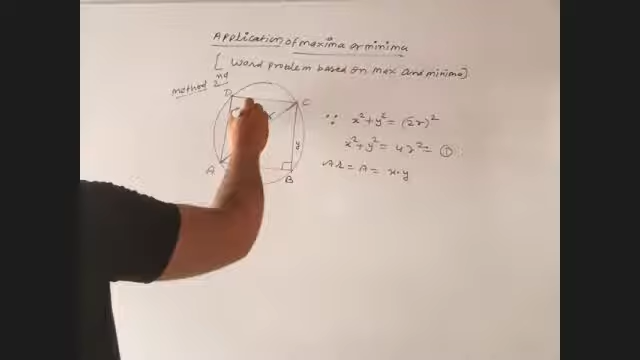 Application of maxima or minima
[ Ward problem based on max and minima]
method 2nd
D
C
∵ x²+y² = (2r)²
x²+y² = 4r² = ①
Ar = A = x·y
A
B